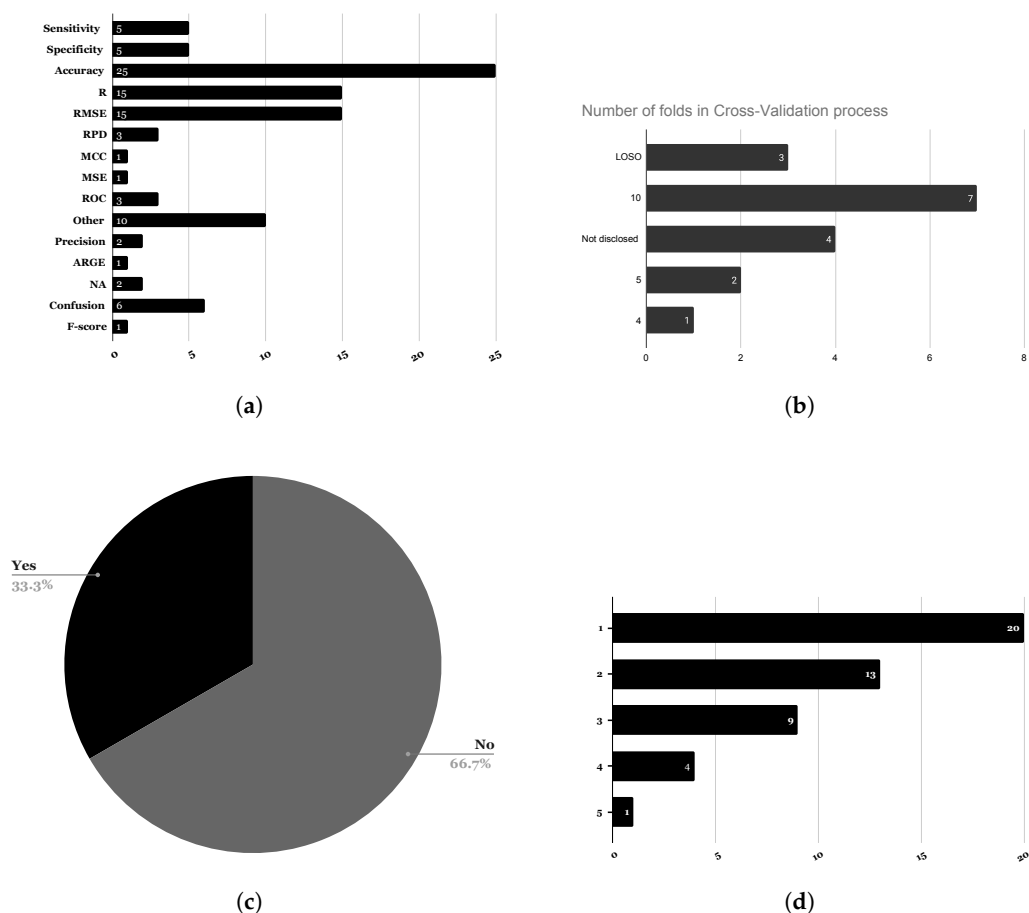 Sensitivity 5
Specificity 5
Accuracy 25
R 15
RMSE 15
RPD 3
MCC 1
MSE 1
ROC 3
Other 10
Precision 2
ARGE 1
NA 2
Confusion 6
F-score 1
0 5 10 15 20 25
(a)
Number of folds in Cross-Validation process
LOSO 3
10 7
Not disclosed 4
5 2
4 1
0 2 4 6 8
(b)
Yes
33.3%
No
66.7%
(c)
1 20
2 13
3 9
4 4
5 1
0 5 10 15 20
(d)